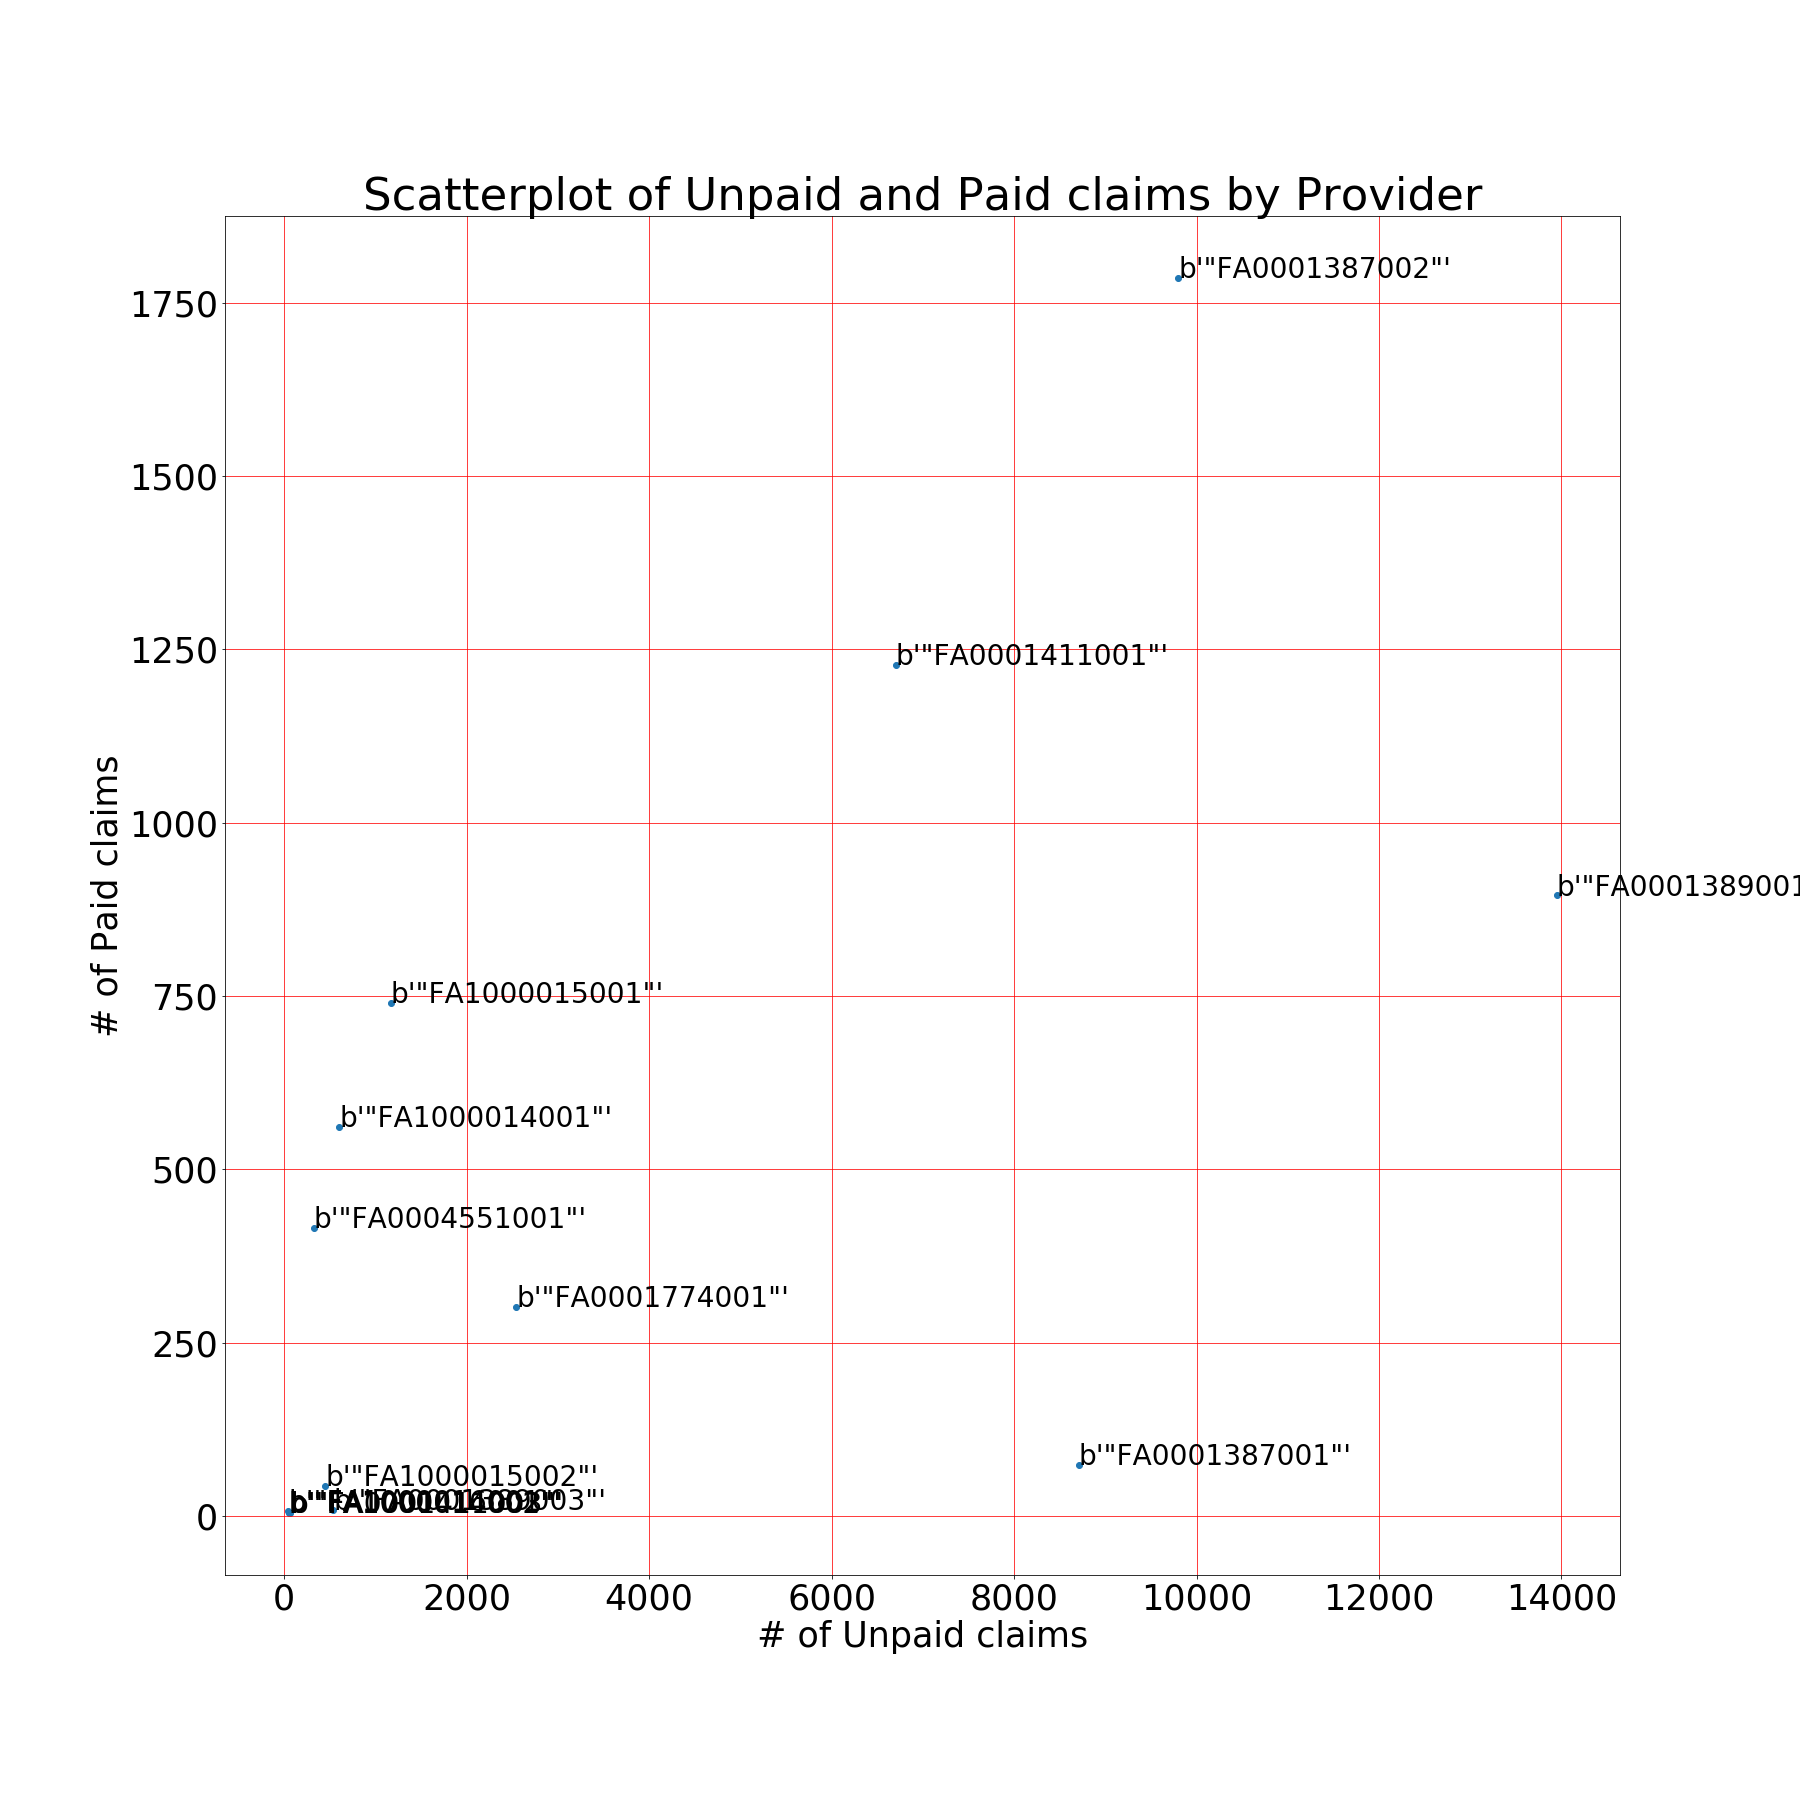 Scatterplot of Unpaid and Paid claims by Provider
b'"FA0001387002"'
1750
1500
b'"FA0001411001"'
1250
# of Paid claims
1000
b'"FA0001389001
b'"FA1000015001"'
750
b'"FA1000014001"'
500
b'"FA0004551001"'
b'"FA0001774001"'
250
b'"FA0001387001"'
b'"FA1000015002"'
0
0 2000 4000 6000 8000 10000 12000 14000
# of Unpaid claims